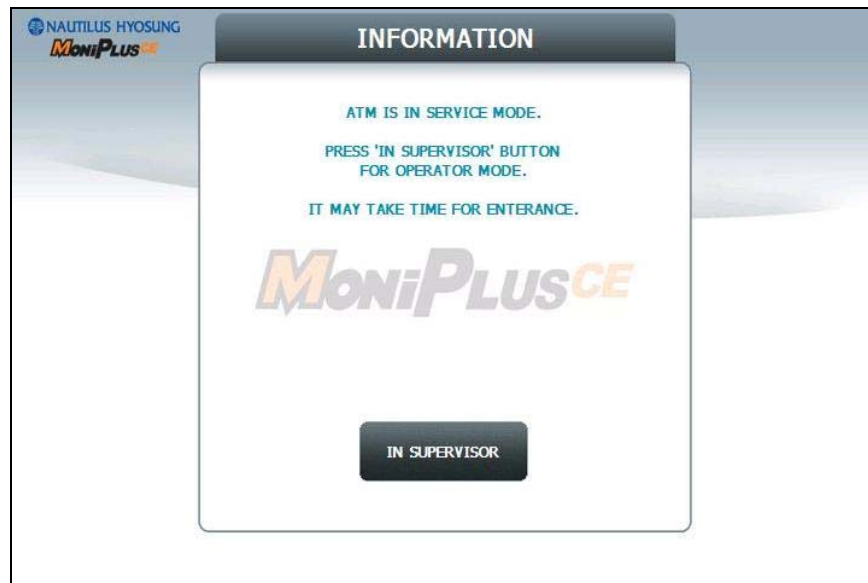 NAUTILUS HYOSUNG
MONiPLUSCE
INFORMATION
ATM IS IN SERVICE MODE.
PRESS 'IN SUPERVISOR' BUTTON
FOR OPERATOR MODE.
IT MAY TAKE TIME FOR ENTERANCE.
MONiPLUSCE
IN SUPERVISOR